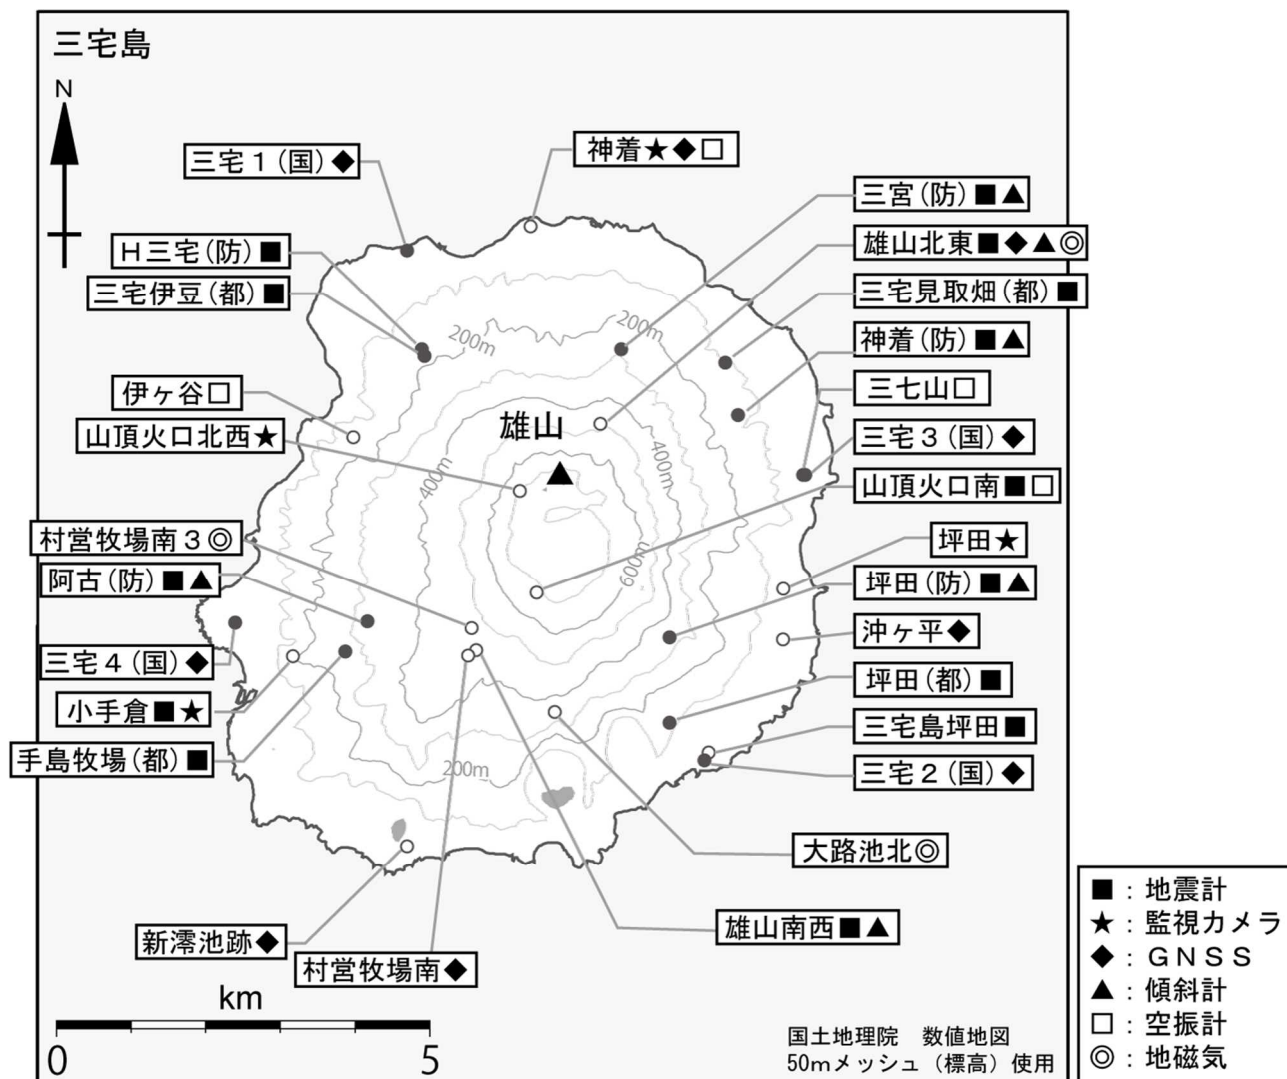 三宅島
N
三宅1(国)◆
神着★◆□
三宮(防)■▲
H三宅(防)■
雄山北東■◆▲◎
三宅伊豆(都)■
三宅見取畑(都)■
200m
200m
神着(防)■▲
伊ヶ谷□
三七山□
雄山
山頂火口北西★
三宅3(国)◆
400m
400m
山頂火口南■□
村営牧場南3◎
坪田★
600m
阿古(防)■▲
坪田(防)■▲
沖ヶ平◆
三宅4(国)◆
坪田(都)■
小手倉■★
三宅島坪田■
手島牧場(都)■
200m
三宅2(国)◆
大路池北◎
雄山南西■▲
新澪池跡◆
村営牧場南◆
km
0 5
国土地理院 数値地図
50mメッシュ(標高)使用
■:地震計
★:監視カメラ
◆:GNSS
▲:傾斜計
□:空振計
◎:地磁気